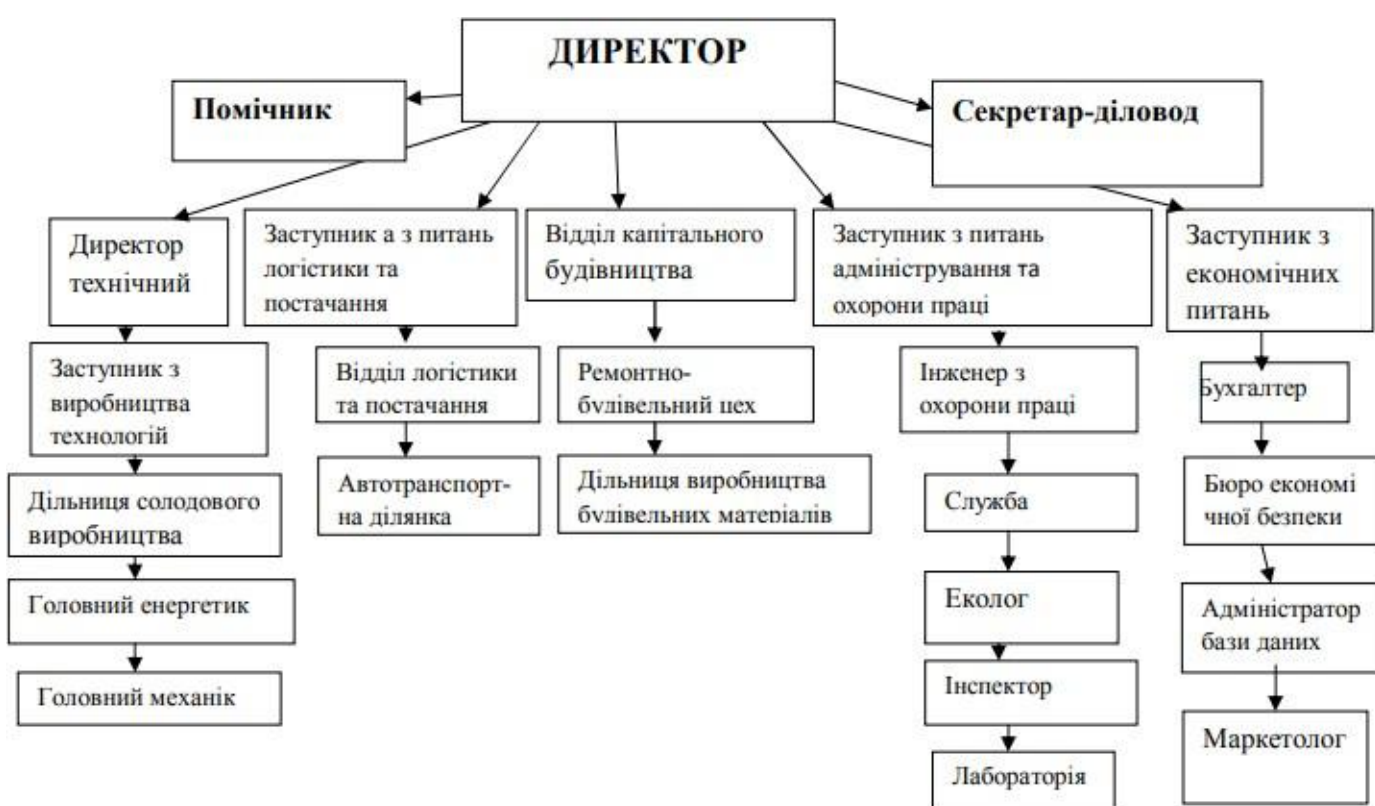 ДИРЕКТОР
Помічник
Секретар-діловод
Директор
технічний
Заступник а з питань
логістики та
постачання
Відділ капітального
будівництва
Заступник з питань
адміністрування та
охорони праці
Заступник з
економічних
питань
Заступник з
виробництва
технологій
Відділ логістики
та постачання
Ремонтно-
будівельний цех
Інженер з
охорони праці
Бухгалтер
Дільниця солодового
виробництва
Автотранспорт-
на ділянка
Дільниця виробництва
будівельних матеріалів
Служба
Бюро економі
чної безпеки
Головний енергетик
Еколог
Адміністратор
бази даних
Головний механік
Інспектор
Маркетолог
Лабораторія